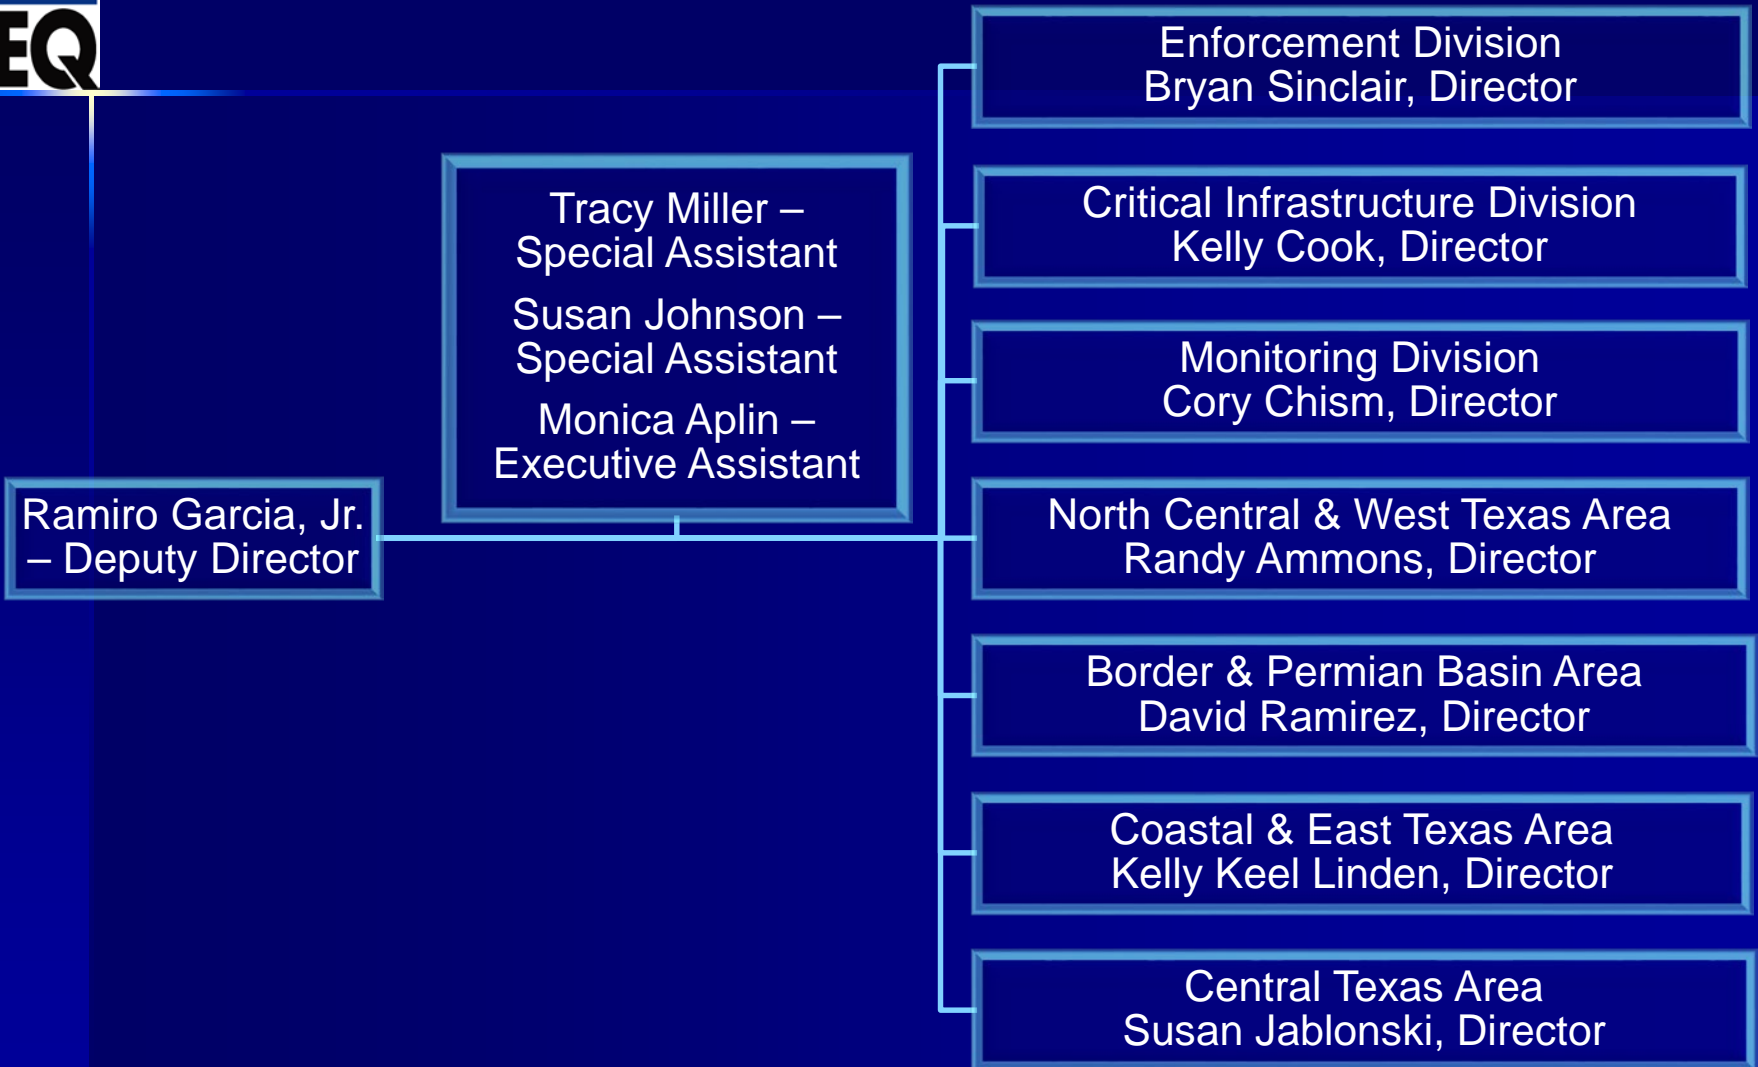 EQ
Enforcement Division
Bryan Sinclair, Director
Tracy Miller –
Special Assistant
Susan Johnson –
Special Assistant
Monica Aplin –
Executive Assistant
Critical Infrastructure Division
Kelly Cook, Director
Monitoring Division
Cory Chism, Director
Ramiro Garcia, Jr.
– Deputy Director
North Central & West Texas Area
Randy Ammons, Director
Border & Permian Basin Area
David Ramirez, Director
Coastal & East Texas Area
Kelly Keel Linden, Director
Central Texas Area
Susan Jablonski, Director